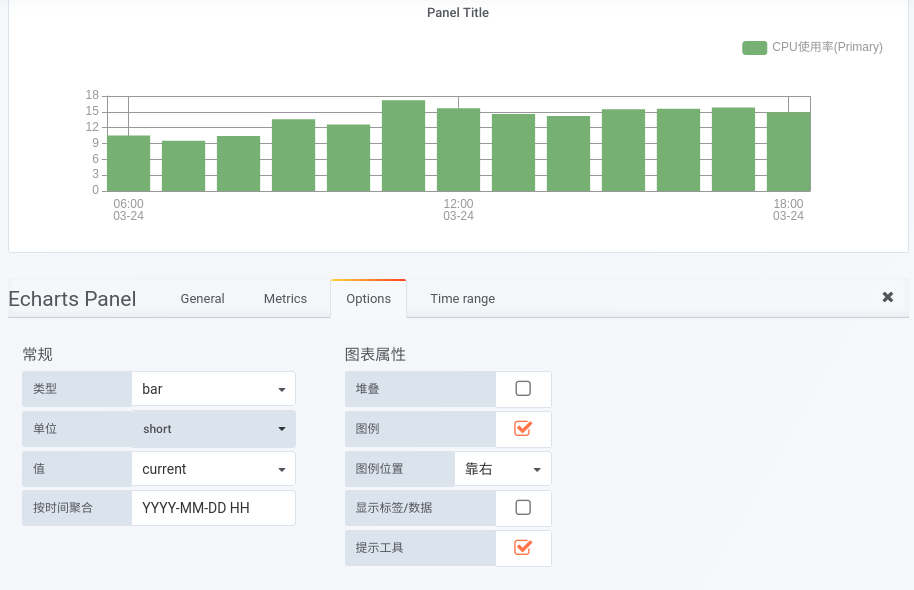 Panel Title
CPU使用率(Primary)
18
15
12
9
6
3
0
06:00 12:00 18:00
03-24 03-24 03-24
Echarts Panel General Metrics Options Time range
常规
类型 bar
单位 short
值 current
按时间聚合 YYYY-MM-DD HH
图表属性
堆叠
图例
图例位置 靠右
显示标签/数据
提示工具